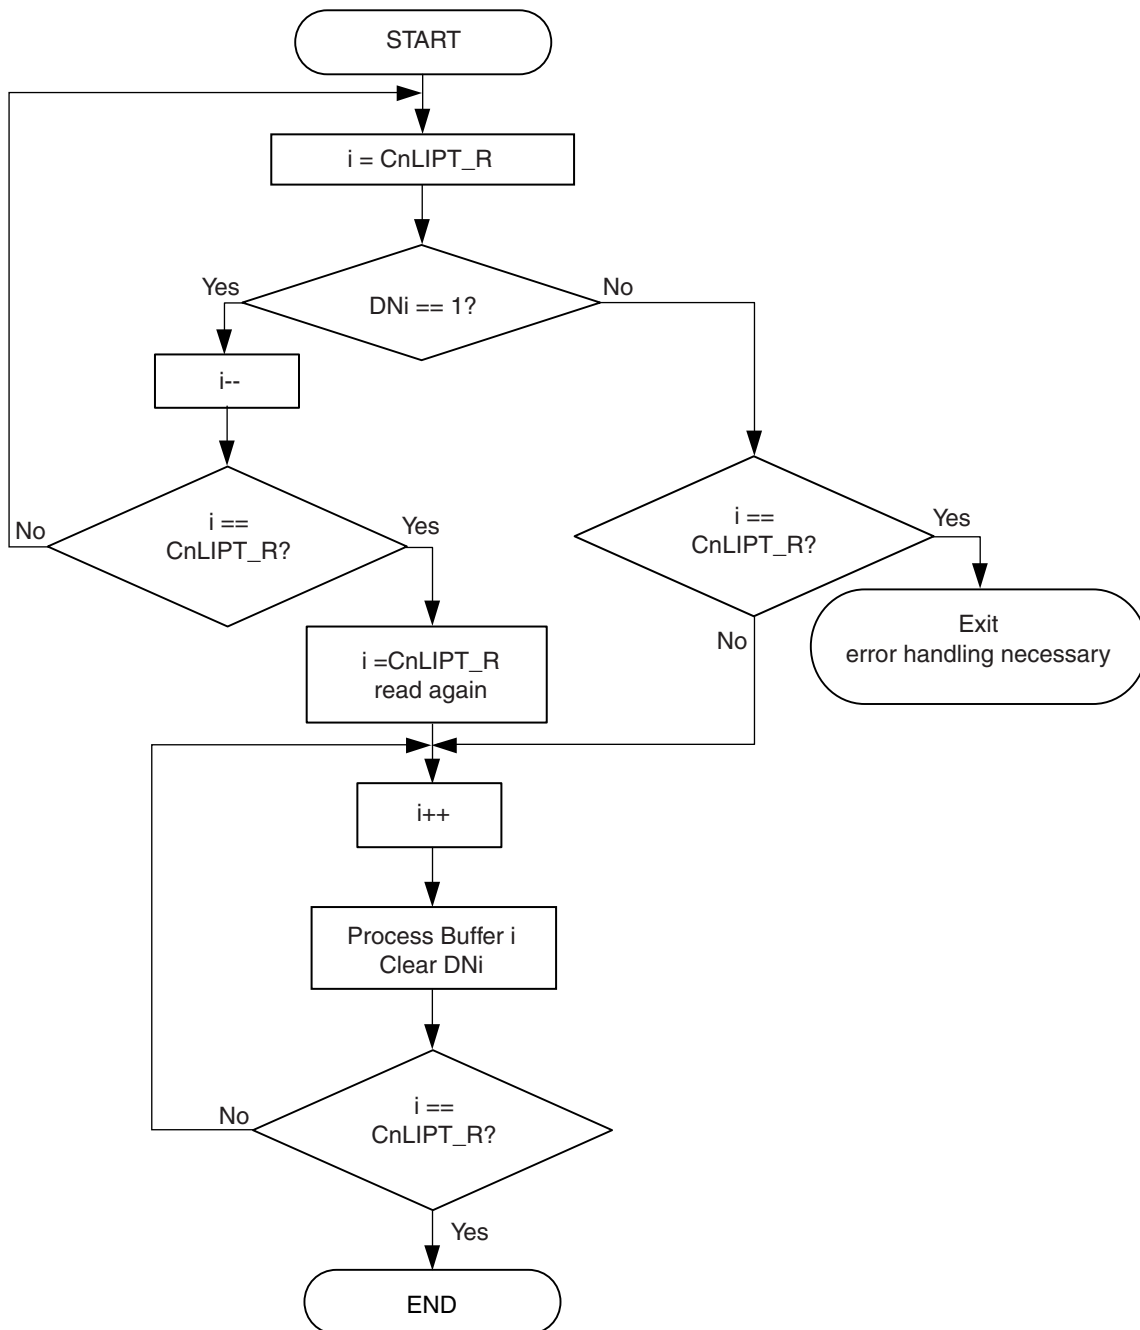 START
i = CnLIPT_R
Yes
DNi == 1?
No
i--
No
i ==
CnLIPT_R?
Yes
i ==
CnLIPT_R?
Yes
Exit
error handling necessary
No
i =CnLIPT_R
read again
i++
Process Buffer i
Clear DNi
No
i ==
CnLIPT_R?
Yes
END